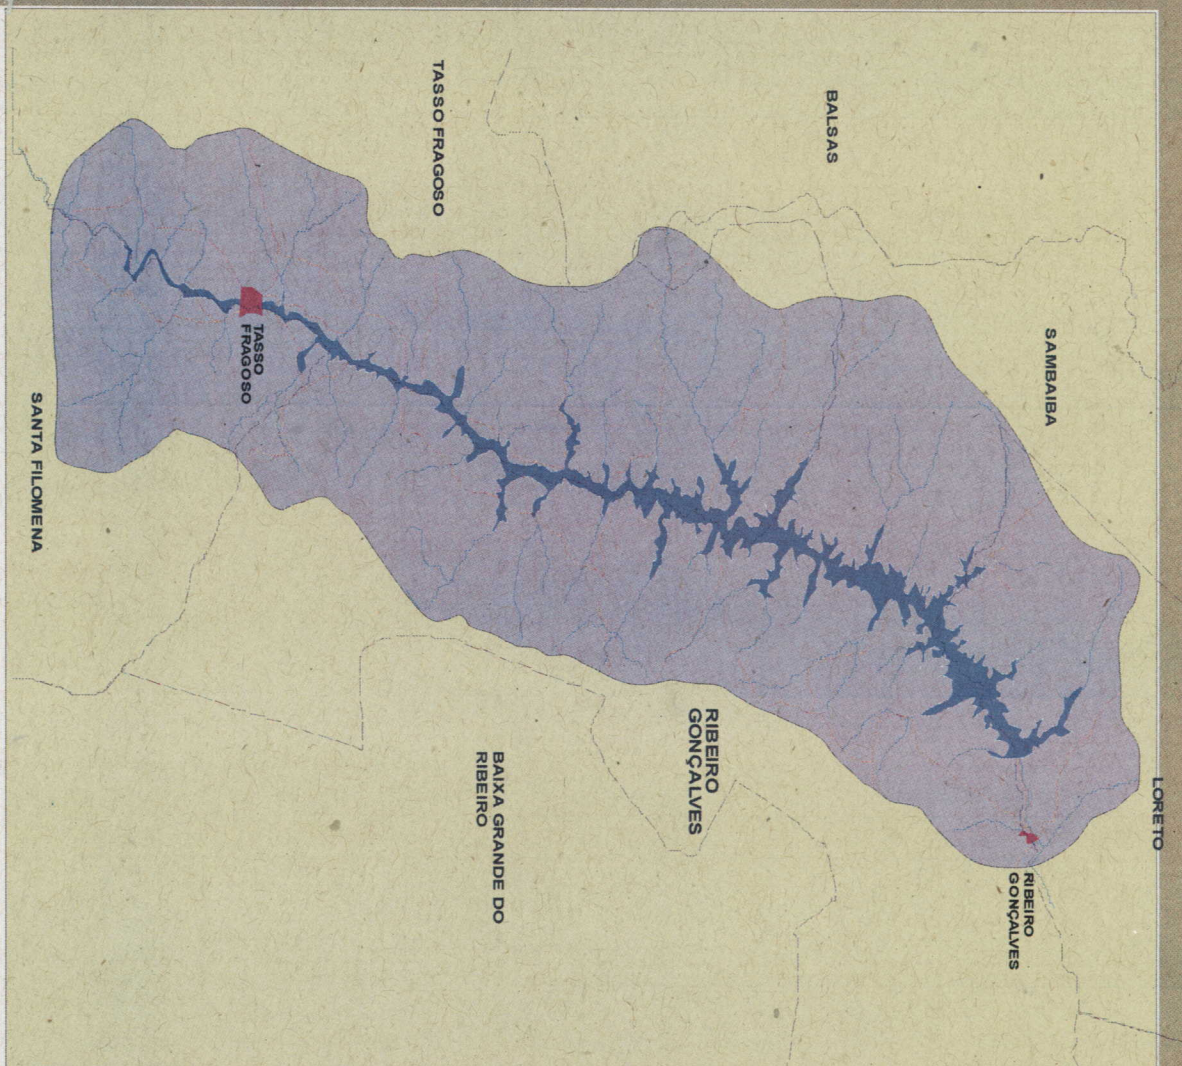 LORETO
SAMBAIBA
RIBEIRO
GONÇALVES
BALSAS
RIBEIRO
GONÇALVES
BAIXA GRANDE DO
RIBEIRO
TASSO FRAGOSO
TASSO
FRAGOSO
SANTA FILOMENA